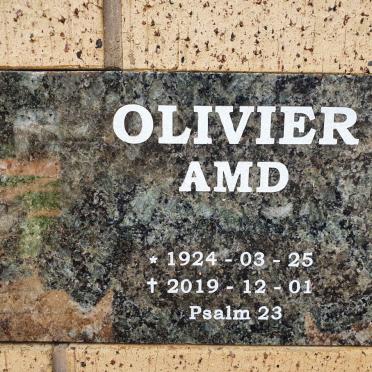 OLIVIER
AMD
* 1924 - 03 - 25
† 2019 - 12 - 01
Psalm 23